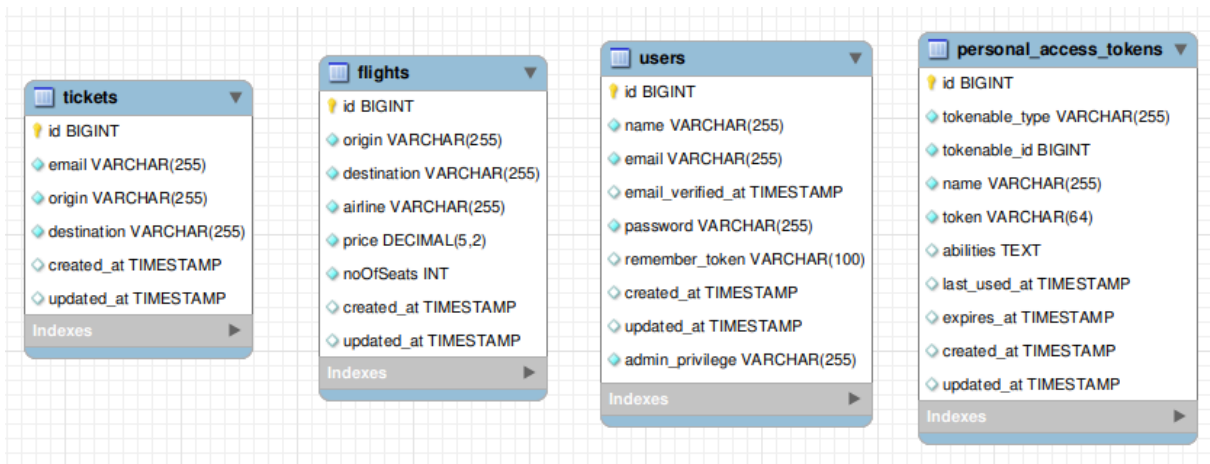 tickets
id BIGINT
email VARCHAR(255)
origin VARCHAR(255)
destination VARCHAR(255)
created_at TIMESTAMP
updated_at TIMESTAMP
Indexes
flights
id BIGINT
origin VARCHAR(255)
destination VARCHAR(255)
airline VARCHAR(255)
price DECIMAL(5,2)
noOfSeats INT
created_at TIMESTAMP
updated_at TIMESTAMP
Indexes
users
id BIGINT
name VARCHAR(255)
email VARCHAR(255)
email_verified_at TIMESTAMP
password VARCHAR(255)
remember_token VARCHAR(100)
created_at TIMESTAMP
updated_at TIMESTAMP
admin_privilege VARCHAR(255)
Indexes
personal_access_tokens
id BIGINT
tokenable_type VARCHAR(255)
tokenable_id BIGINT
name VARCHAR(255)
token VARCHAR(64)
abilities TEXT
last_used_at TIMESTAMP
expires_at TIMESTAMP
created_at TIMESTAMP
updated_at TIMESTAMP
Indexes